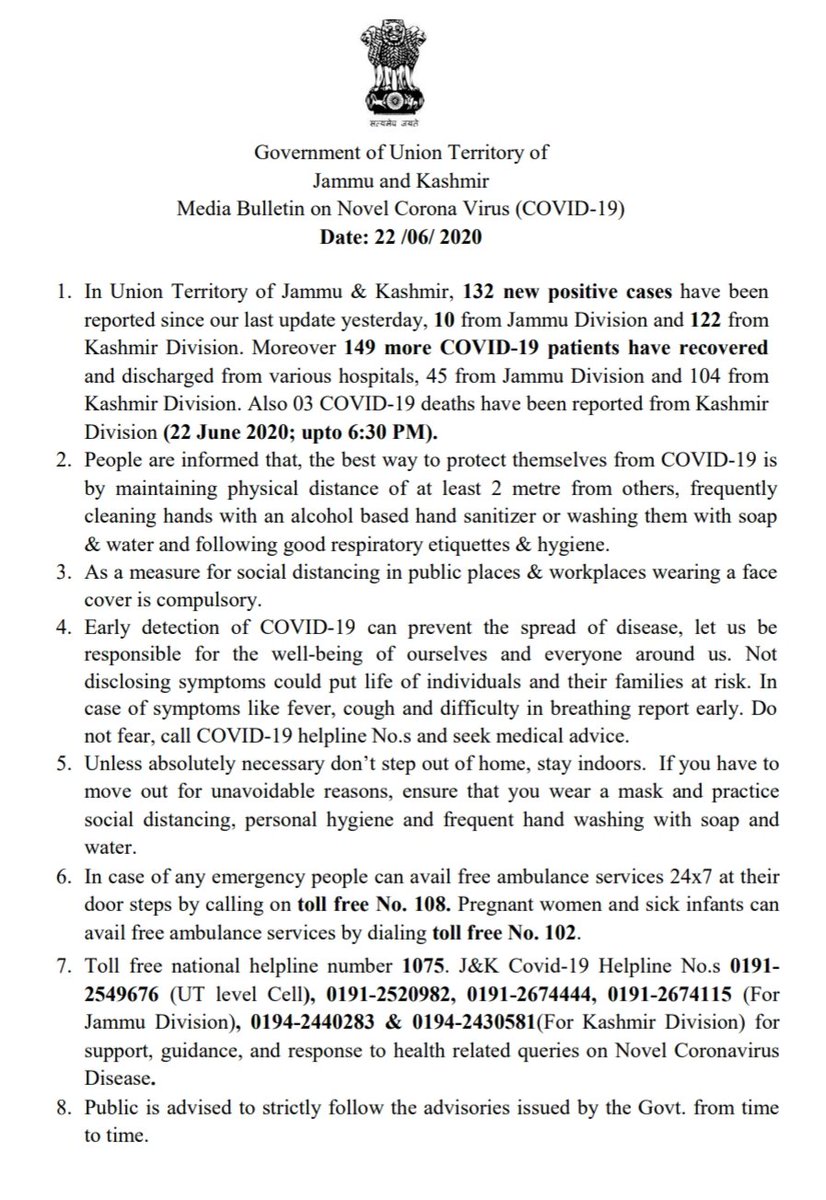 सत्यमेव जयते
Government of Union Territory of
Jammu and Kashmir
Media Bulletin on Novel Corona Virus (COVID-19)
Date: 22 /06/ 2020
1. In Union Territory of Jammu & Kashmir, 132 new positive cases have been
reported since our last update yesterday, 10 from Jammu Division and 122 from
Kashmir Division. Moreover 149 more COVID-19 patients have recovered
and discharged from various hospitals, 45 from Jammu Division and 104 from
Kashmir Division. Also 03 COVID-19 deaths have been reported from Kashmir
Division (22 June 2020; upto 6:30 PM).
2. People are informed that, the best way to protect themselves from COVID-19 is
by maintaining physical distance of at least 2 metre from others, frequently
cleaning hands with an alcohol based hand sanitizer or washing them with soap
& water and following good respiratory etiquettes & hygiene.
3. As a measure for social distancing in public places & workplaces wearing a face
cover is compulsory.
4. Early detection of COVID-19 can prevent the spread of disease, let us be
responsible for the well-being of ourselves and everyone around us. Not
disclosing symptoms could put life of individuals and their families at risk. In
case of symptoms like fever, cough and difficulty in breathing report early. Do
not fear, call COVID-19 helpline No.s and seek medical advice.
5. Unless absolutely necessary don’t step out of home, stay indoors. If you have to
move out for unavoidable reasons, ensure that you wear a mask and practice
social distancing, personal hygiene and frequent hand washing with soap and
water.
6. In case of any emergency people can avail free ambulance services 24x7 at their
door steps by calling on toll free No. 108. Pregnant women and sick infants can
avail free ambulance services by dialing toll free No. 102.
7. Toll free national helpline number 1075. J&K Covid-19 Helpline No.s 0191-
2549676 (UT level Cell), 0191-2520982, 0191-2674444, 0191-2674115 (For
Jammu Division), 0194-2440283 & 0194-2430581(For Kashmir Division) for
support, guidance, and response to health related queries on Novel Coronavirus
Disease.
8. Public is advised to strictly follow the advisories issued by the Govt. from time
to time.